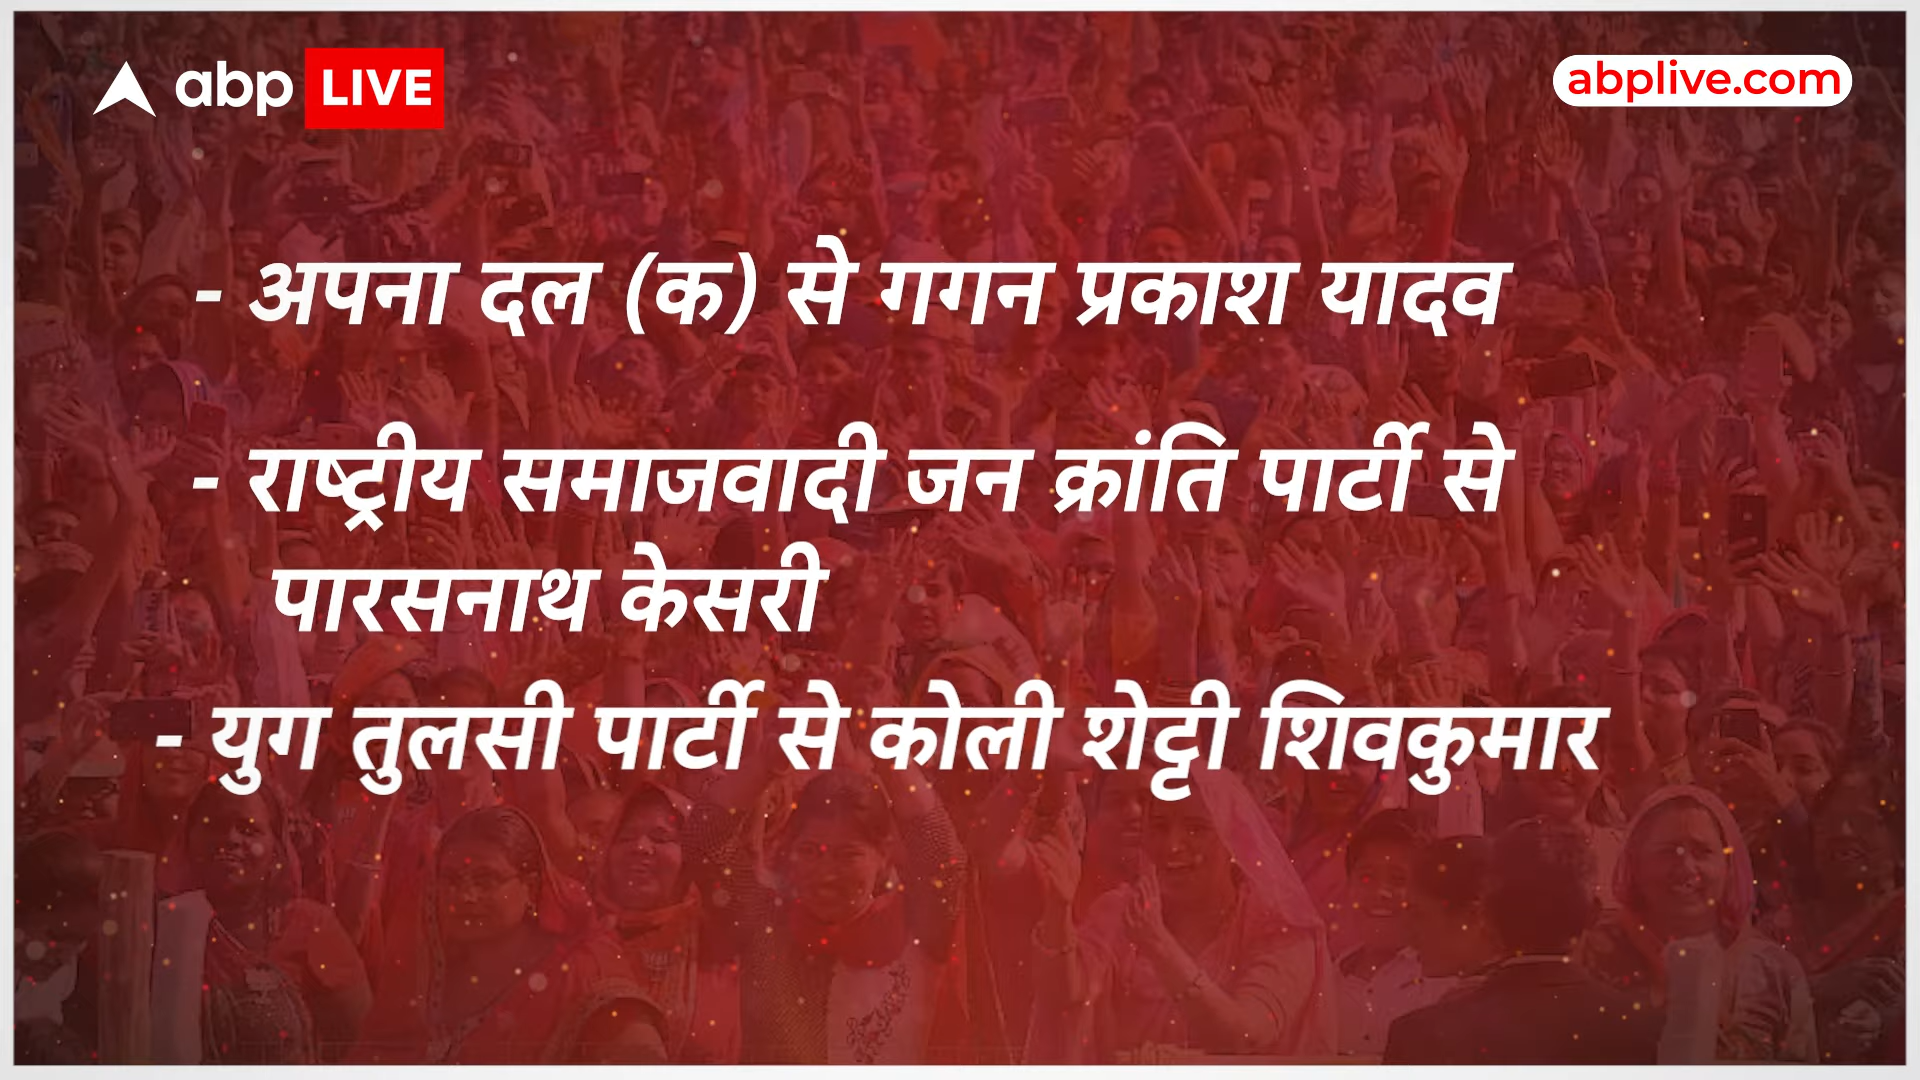 abp LIVE
abplive.com
- अपना दल (क) से गगन प्रकाश यादव
- राष्ट्रीय समाजवादी जन क्रांति पार्टी से
पारसनाथ केसरी
- युग तुलसी पार्टी से कोली शेट्टी शिवकुमार